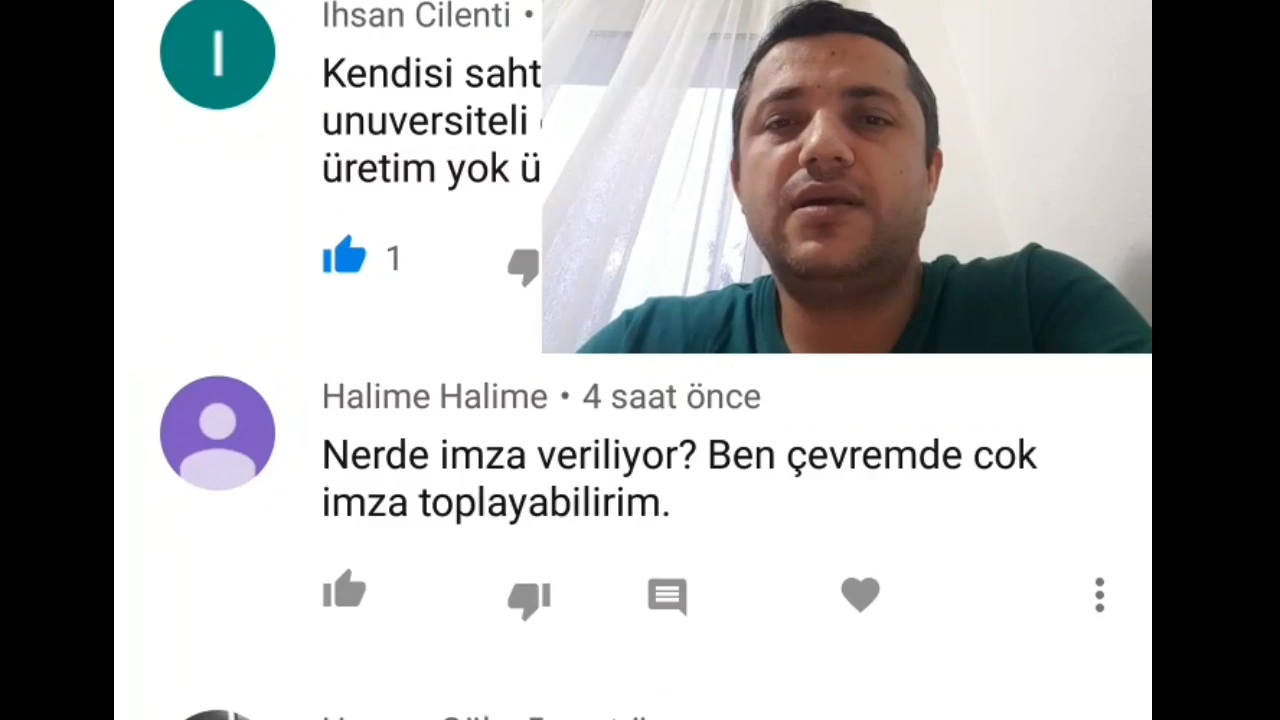 Ihsan Cilenti •
Kendisi saht
unuversiteli
üretim yok ü
1
Halime Halime • 4 saat önce
Nerde imza veriliyor? Ben çevremde cok
imza toplayabilirim.